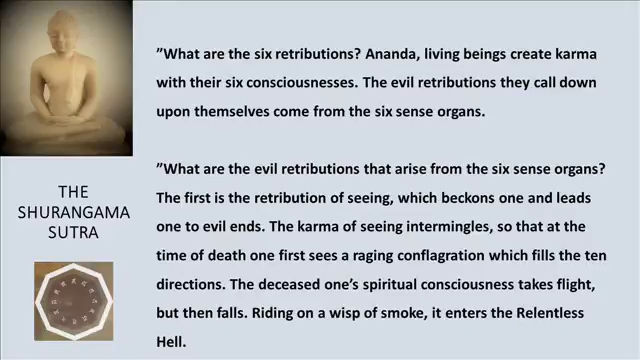 ”What are the six retributions? Ananda, living beings create karma
with their six consciousnesses. The evil retributions they call down
upon themselves come from the six sense organs.
”What are the evil retributions that arise from the six sense organs?
The first is the retribution of seeing, which beckons one and leads
one to evil ends. The karma of seeing intermingles, so that at the
time of death one first sees a raging conflagration which fills the ten
directions. The deceased one’s spiritual consciousness takes flight,
but then falls. Riding on a wisp of smoke, it enters the Relentless
Hell.
THE
SHURANGAMA
SUTRA